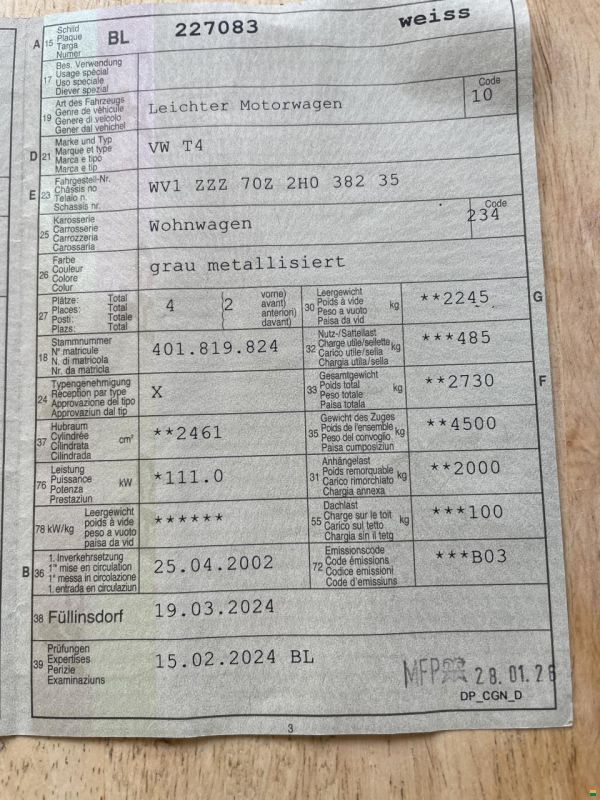 A 15 Schild BL 227083 weiss
Plaque
Targa
Numer
17 Bes. Verwendung
Usage spécial
Uso speciale
Diever spezial
19 Art des Fahrzeugs Leichter Motorwagen Code
Genre de véhicule 10
Genere di veicolo
Gener dal vehichel
D 21 Marke und Typ VW T4
Marque et type
Marca e tipo
Marca e tip
E 23 Fahrgestell-Nr. WV1 ZZZ 70Z 2H0 382 35
Châssis no
Telaio n.
Schassis nr.
25 Karosserie Wohnwagen Code
Carrosserie 234
Carrozzeria
Carossaria
26 Farbe grau metallisiert
Couleur
Colore
Colur
27 Plätze: Total 4 (2 vorne)
Places: Total avant)
Posti: Totale anteriori)
Plazs: Total davant)
30 Leergewicht kg **2245 G
Poids à vide
Peso a vuoto
Paisa da vid
18 Stammnummer 401.819.824
N° matricule
N. di matricola
Nr. da matricla
32 Nutz-/Sattellast kg ***485
Charge utile/sellette
Carico utile/sella
Chargia utila/sella
24 Typengenehmigung X
Réception par type
Approvazione del tipo
Approvaziun dal tip
33 Gesamtgewicht kg **2730 F
Poids total
Peso totale
Paisa totala
37 Hubraum cm³ **2461
Cylindrée
Cilindrata
Cilindrada
35 Gewicht des Zuges kg **4500
Poids de l'ensemble
Peso del convoglio
Paisa cumposiziun
76 Leistung kW *111.0
Puissance
Potenza
Prestaziun
31 Anhängelast kg **2000
Poids remorquable
Carico rimorchiato
Chargia annexa
78 kW/kg Leergewicht ******
poids à vide
peso a vuoto
paisa da vid
55 Dachlast kg ***100
Charge sur le toit
Carico sul tetto
Chargia sin il tetg
B 36 1. Inverkehrsetzung 25.04.2002
1re mise en circulation
1a messa in circolazione
1. entrada en circulaziun
72 Emissionscode ***B03
Code émissions
Codice emissioni
Code d'emissiuns
38 Füllinsdorf 19.03.2024
39 Prüfungen 15.02.2024 BL
Expertises
Perizie
Examinaziuns
MFP 28.01.26
DP_CGN_D
3